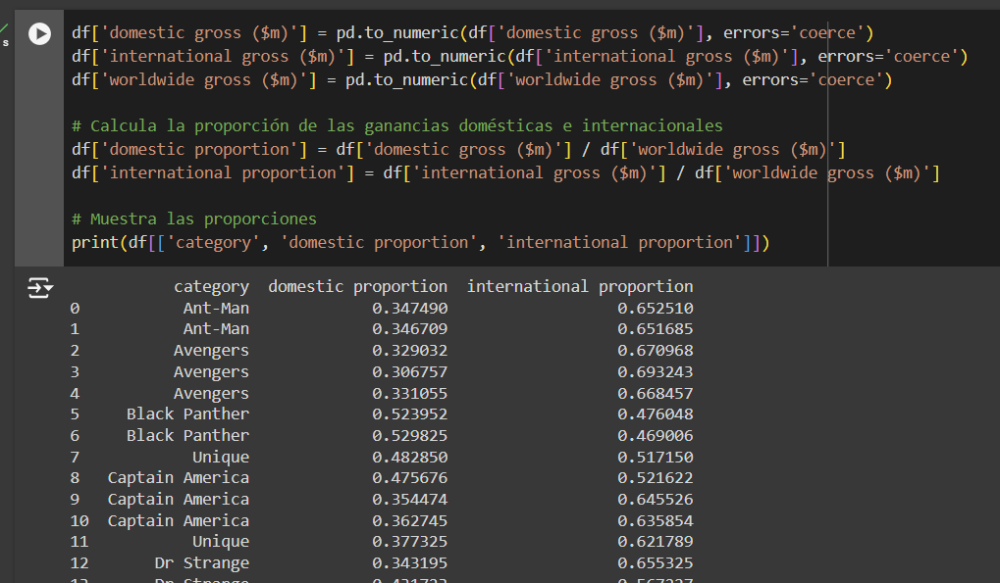 df['domestic gross ($m)'] = pd.to_numeric(df['domestic gross ($m)'], errors='coerce')
df['international gross ($m)'] = pd.to_numeric(df['international gross ($m)'], errors='coerce')
df['worldwide gross ($m)'] = pd.to_numeric(df['worldwide gross ($m)'], errors='coerce')
# Calcula la proporción de las ganancias domésticas e internacionales
df['domestic proportion'] = df['domestic gross ($m)'] / df['worldwide gross ($m)']
df['international proportion'] = df['international gross ($m)'] / df['worldwide gross ($m)']
# Muestra las proporciones
print(df[['category', 'domestic proportion', 'international proportion']])
category domestic proportion international proportion
0 Ant-Man 0.347490 0.652510
1 Ant-Man 0.346709 0.651685
2 Avengers 0.329032 0.670968
3 Avengers 0.306757 0.693243
4 Avengers 0.331055 0.668457
5 Black Panther 0.523952 0.476048
6 Black Panther 0.529825 0.469006
7 Unique 0.482850 0.517150
8 Captain America 0.475676 0.521622
9 Captain America 0.354474 0.645526
10 Captain America 0.362745 0.635854
11 Unique 0.377325 0.621789
12 Dr Strange 0.343195 0.655325
13 Dr Strange